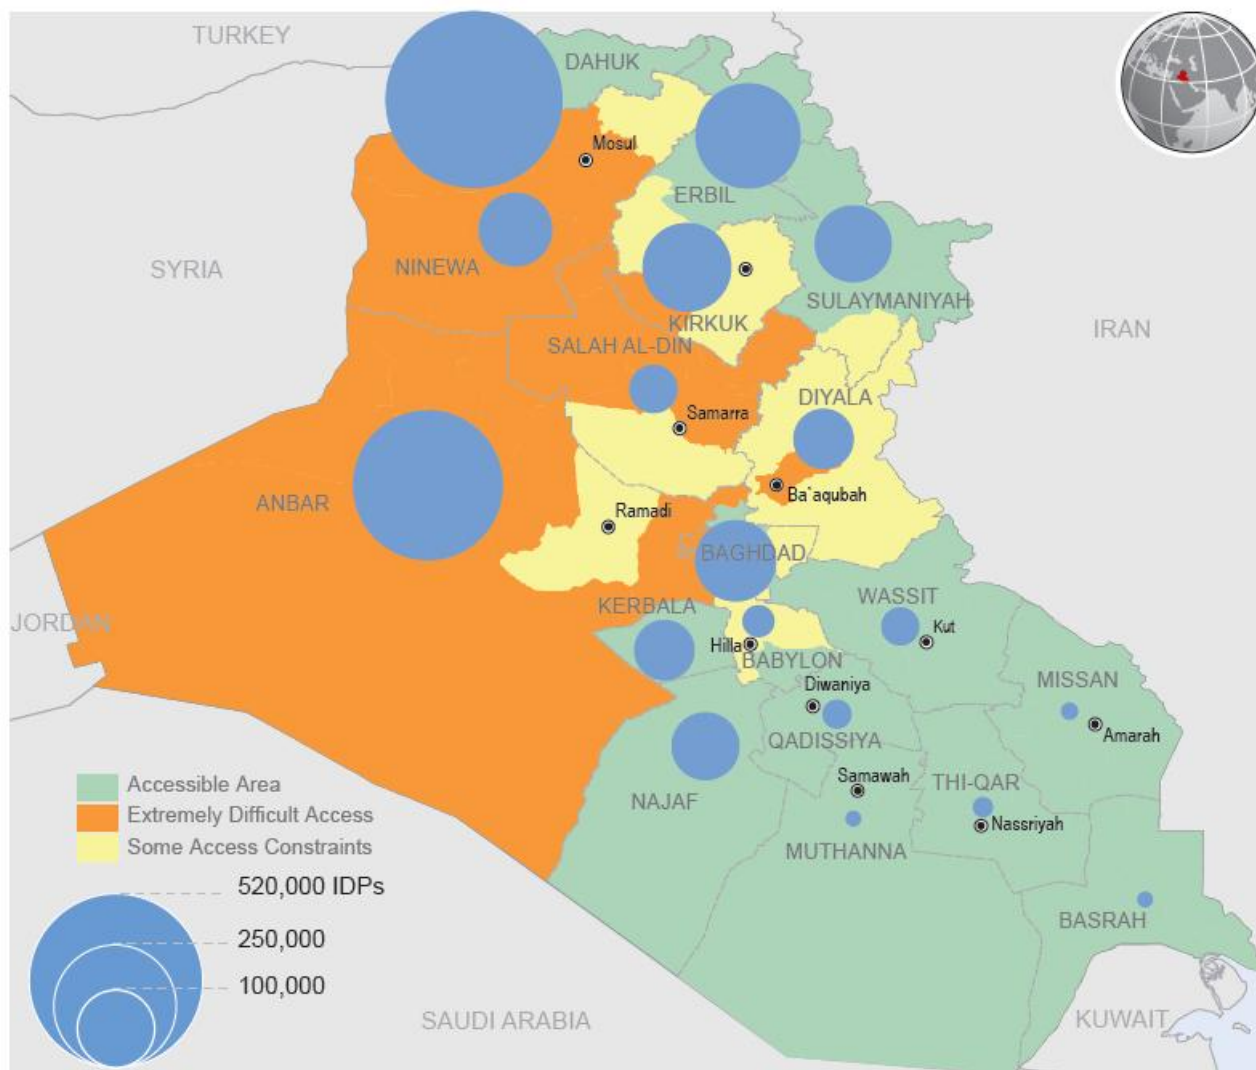 TURKEY
DAHUK
Mosul
ERBIL
SYRIA
NINEWA
SULAYMANIYAH
KIRKUK
IRAN
SALAH AL-DIN
DIYALA
Samarra
Ba`aqubah
ANBAR
Ramadi
BAGHDAD
KERBALA
WASSIT
JORDAN
Kut
Hilla
BABYLON
MISSAN
Diwaniya
Amarah
QADISSIYA
Samawah
THI-QAR
NAJAF
Nassriyah
MUTHANNA
BASRAH
Accessible Area
Extremely Difficult Access
Some Access Constraints
520,000 IDPs
250,000
100,000
SAUDI ARABIA
KUWAIT